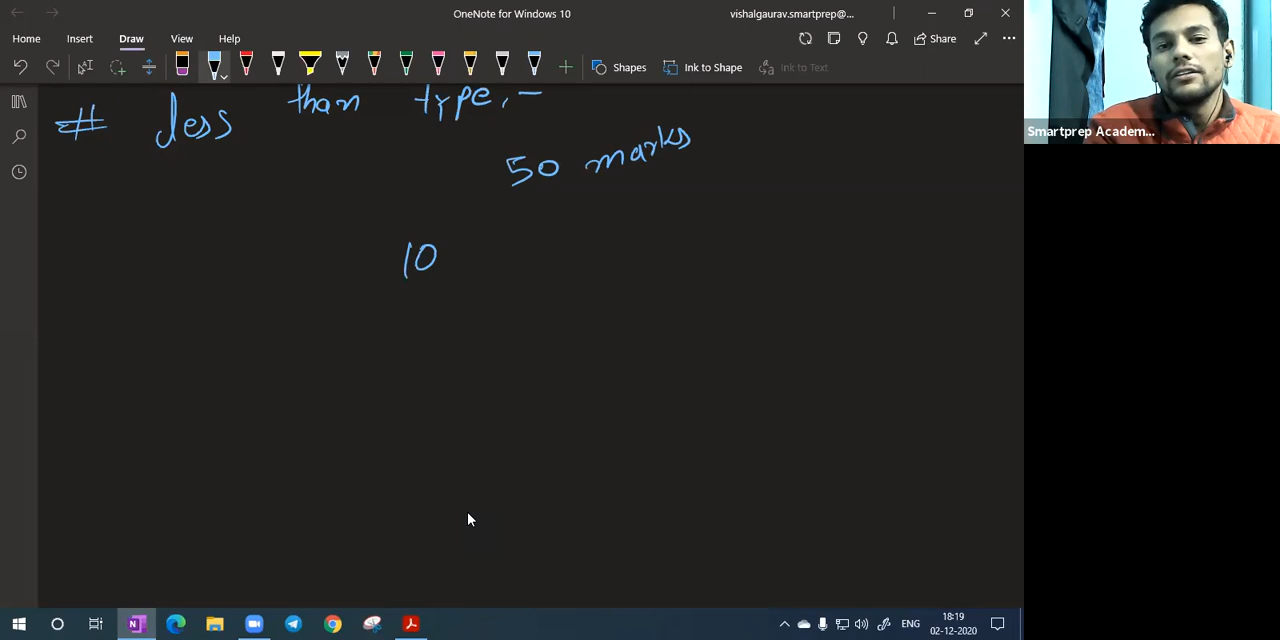 OneNote for Windows 10
vishalgaurav.smartprep@...
Home Insert Draw View Help
Share
Shapes Ink to Shape Ink to Text
# less than type,-
50 marks
10
Smartprep Academ...
N
18:19
ENG
02-12-2020